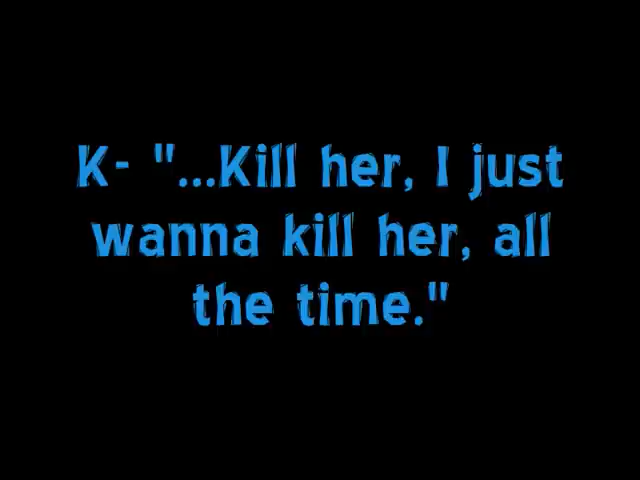 K- "...Kill her, I just
wanna kill her, all
the time."